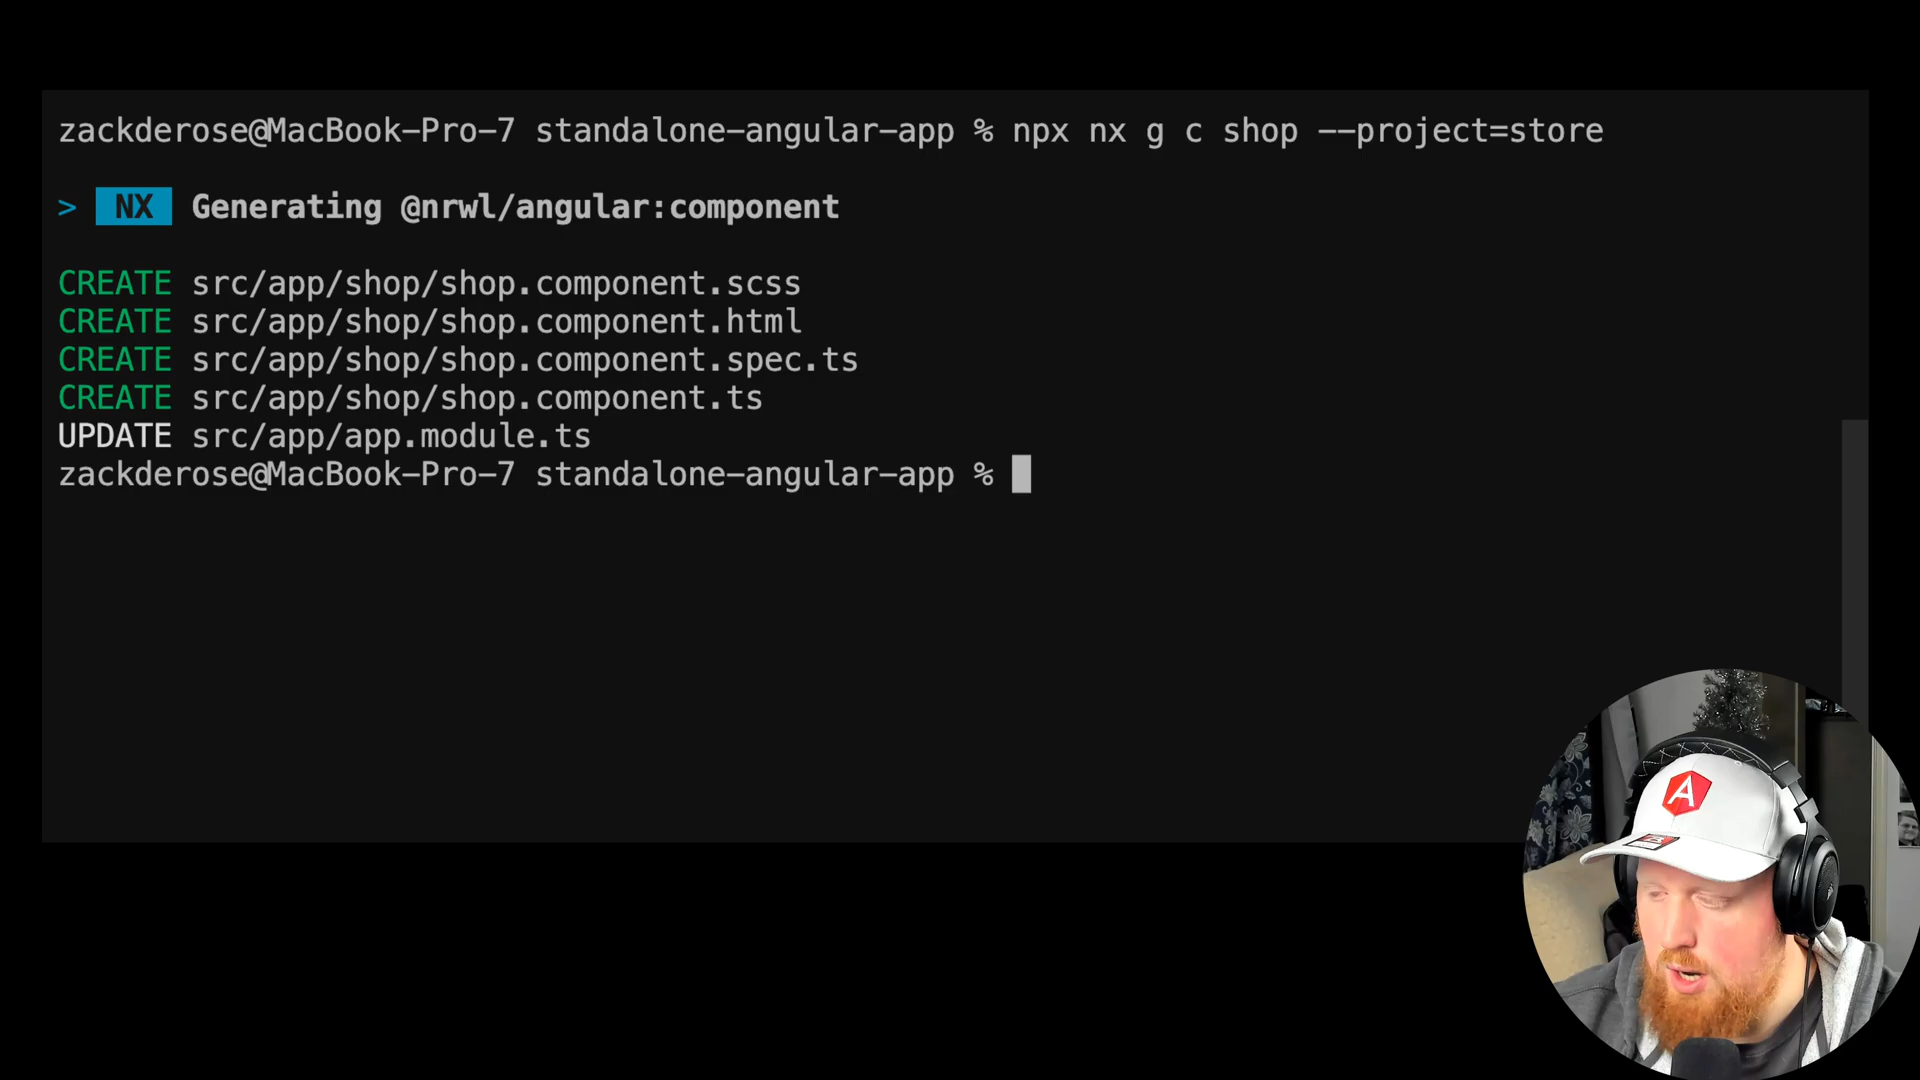 zackderose@MacBook-Pro-7 standalone-angular-app % npx nx g c shop --project=store
> NX Generating @nrwl/angular:component
CREATE src/app/shop/shop.component.scss
CREATE src/app/shop/shop.component.html
CREATE src/app/shop/shop.component.spec.ts
CREATE src/app/shop/shop.component.ts
UPDATE src/app/app.module.ts
zackderose@MacBook-Pro-7 standalone-angular-app %
A